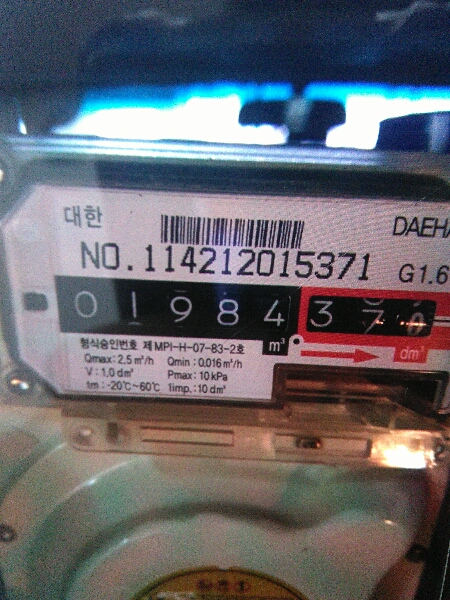 대한
DAEHA
NO.114212015371
G1.6
01984 37
m³
dm³
형식승인번호 제 MPI-H-07-83-2호
Qmax: 2.5 m³/h Qmin: 0.016 m³/h
V: 1.0 dm³ Pmax: 10 kPa
tm: -20℃~60℃ 1imp.: 10 dm³